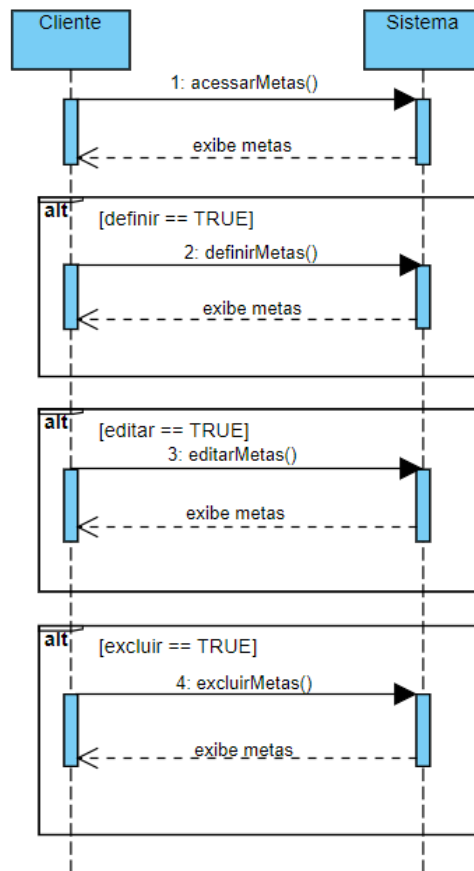 Cliente
Sistema
1: acessarMetas()
exibe metas
alt
[definir == TRUE]
2: definirMetas()
exibe metas
alt
[editar == TRUE]
3: editarMetas()
exibe metas
alt
[excluir == TRUE]
4: excluirMetas()
exibe metas